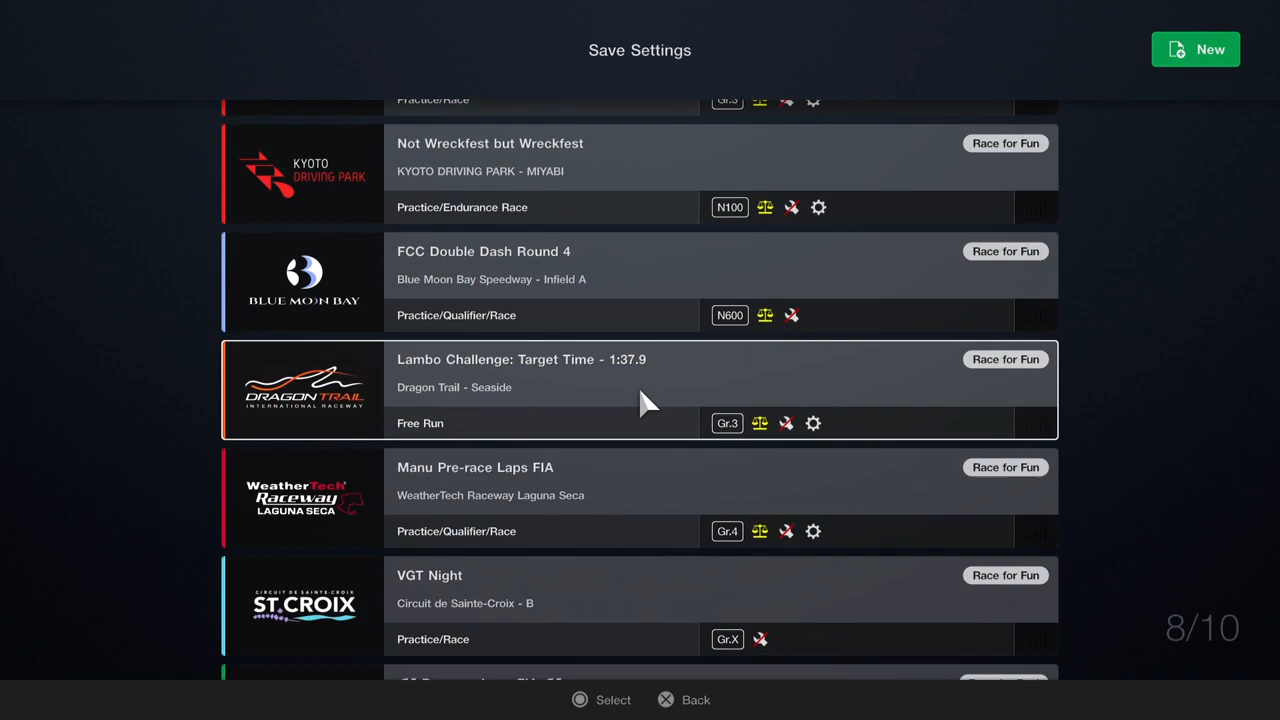 Save Settings
New
Practice/Race
Gr.3
KYOTO
DRIVING PARK
Not Wreckfest but Wreckfest
Race for Fun
KYOTO DRIVING PARK - MIYABI
Practice/Endurance Race
N100
BLUE MOON BAY
FCC Double Dash Round 4
Race for Fun
Blue Moon Bay Speedway - Infield A
Practice/Qualifier/Race
N600
DRAGON TRAIL
INTERNATIONAL RACEWAY
Lambo Challenge: Target Time - 1:37.9
Race for Fun
Dragon Trail - Seaside
Free Run
Gr.3
WeatherTech
Raceway
LAGUNA SECA
Manu Pre-race Laps FIA
Race for Fun
WeatherTech Raceway Laguna Seca
Practice/Qualifier/Race
Gr.4
CIRCUIT DE SAINTE-CROIX
ST.CROIX
VGT Night
Race for Fun
Circuit de Sainte-Croix - B
Practice/Race
Gr.X
8/10
Select
Back